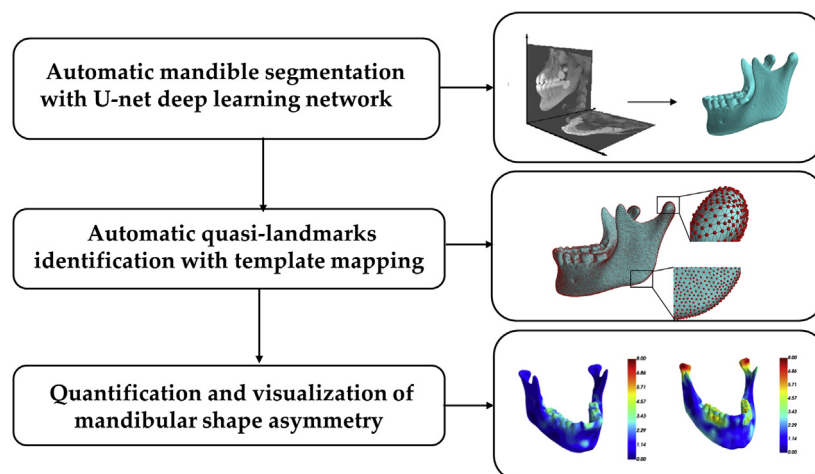 Automatic mandible segmentation
with U-net deep learning network
Automatic quasi-landmarks
identification with template mapping
Quantification and visualization of
mandibular shape asymmetry
8.00
6.86
5.71
4.57
3.43
2.29
1.14
0.00
8.00
6.86
5.71
4.57
3.43
2.29
1.14
0.00